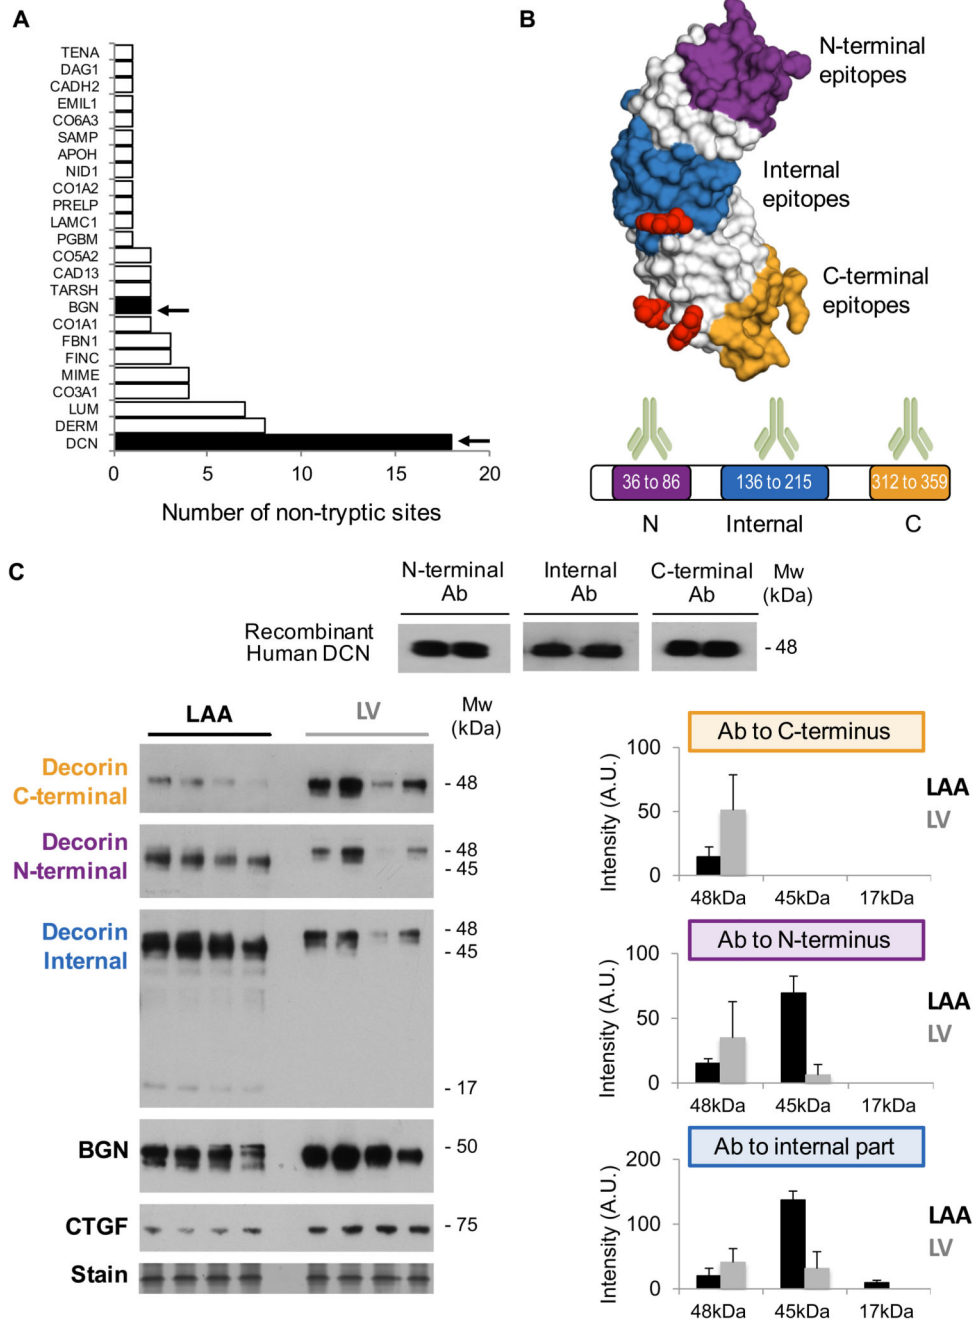 A
TENA
DAG1
CADH2
EMIL1
CO6A3
SAMP
APOH
NID1
CO1A2
PRELP
LAMC1
PGBM
CO5A2
CAD13
TARSH
BGN
CO1A1
FBN1
FINC
MIME
CO3A1
LUM
DERM
DCN
0 5 10 15 20
Number of non-tryptic sites
B
N-terminal
epitopes
Internal
epitopes
C-terminal
epitopes
36 to 86 136 to 215 312 to 359
N Internal C
C
N-terminal Ab
Internal Ab
C-terminal Ab
Mw (kDa)
Recombinant
Human DCN
- 48
LAA LV Mw (kDa)
Decorin
C-terminal
- 48
Decorin
N-terminal
- 48
- 45
Decorin
Internal
- 48
- 45
- 17
BGN - 50
CTGF - 75
Stain
Ab to C-terminus
Intensity (A.U.)
100
50
0
48kDa 45kDa 17kDa
LAA
LV
Ab to N-terminus
Intensity (A.U.)
100
50
0
48kDa 45kDa 17kDa
LAA
LV
Ab to internal part
Intensity (A.U.)
200
100
0
48kDa 45kDa 17kDa
LAA
LV